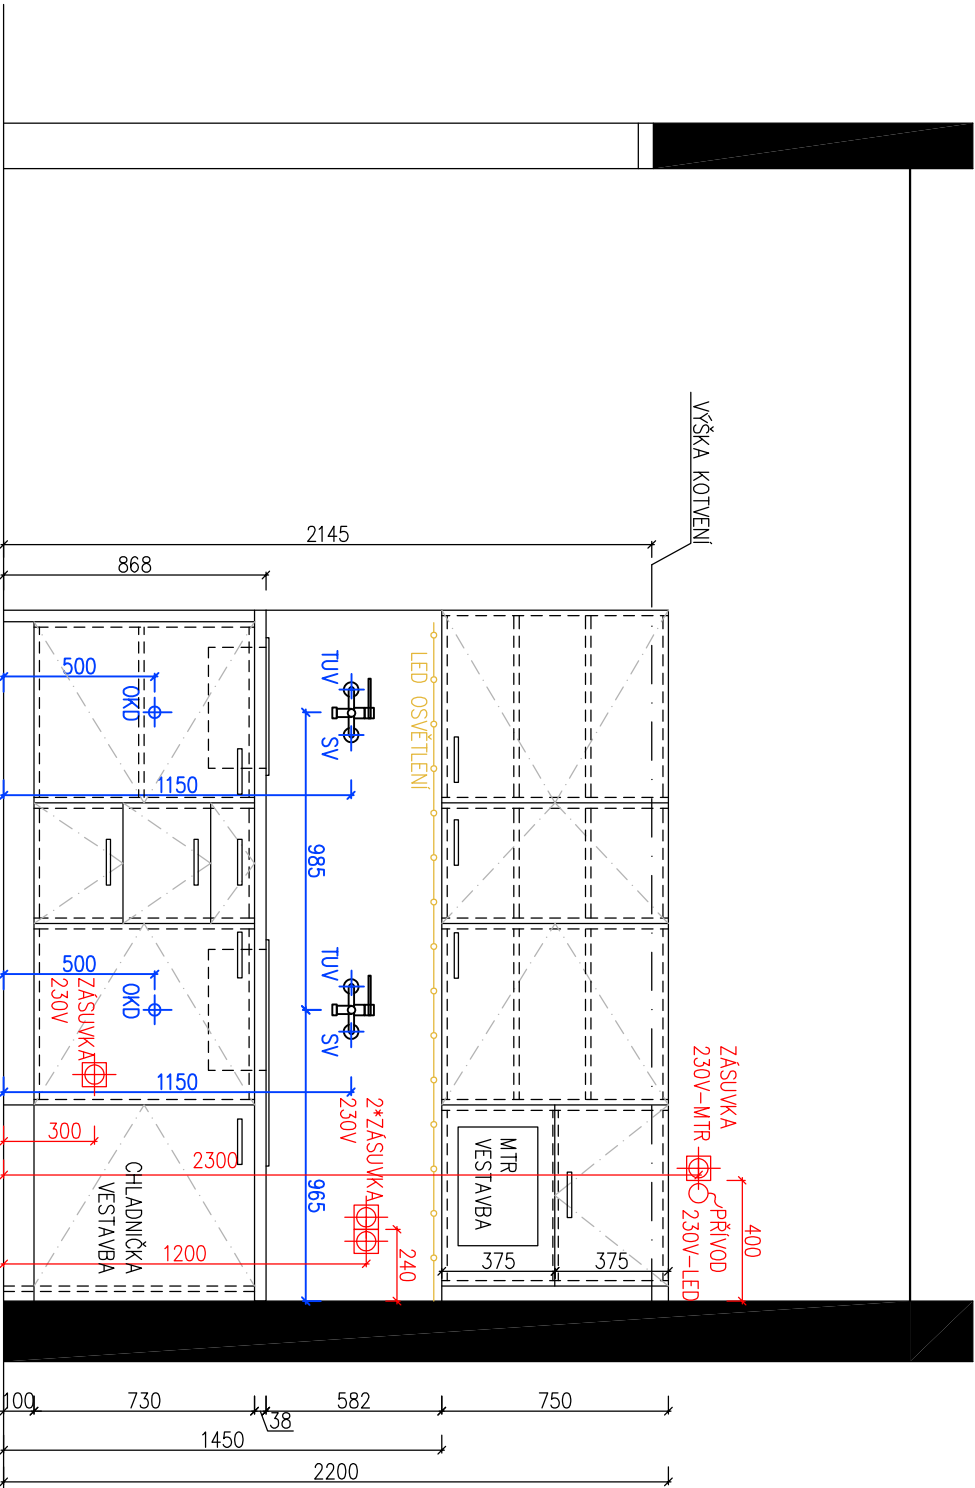 VÝŠKA KOTVENÍ
2145
868
500
OKD
1150
TUV
SV
LED OSVĚTLENÍ
985
500
OKD
ZÁSUVKA
230V
1150
TUV
SV
ZÁSUVKA
230V-MTR
PŘÍVOD
230V-LED
400
2*ZÁSUVKA
230V
300
2300
965
1200
240
MTR
VESTAVBA
375
375
CHLADNIČKA
VESTAVBA
100
730
38
582
750
1450
2200